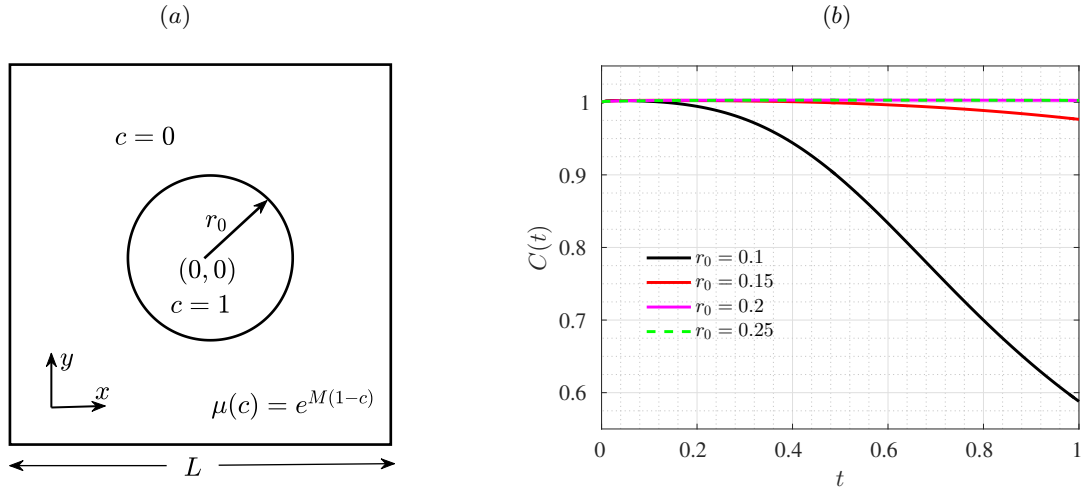 (a)
c = 0
r₀
(0, 0)
c = 1
y
x
μ(c) = e^{M(1−c)}
L
(b)
C(t)
1
0.9
0.8
0.7
0.6
r₀ = 0.1
r₀ = 0.15
r₀ = 0.2
r₀ = 0.25
0 0.2 0.4 0.6 0.8 1
t